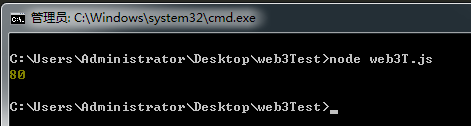 管理员: C:\Windows\system32\cmd.exe
C:\Users\Administrator\Desktop\web3Test>node web3T.js
80
C:\Users\Administrator\Desktop\web3Test>